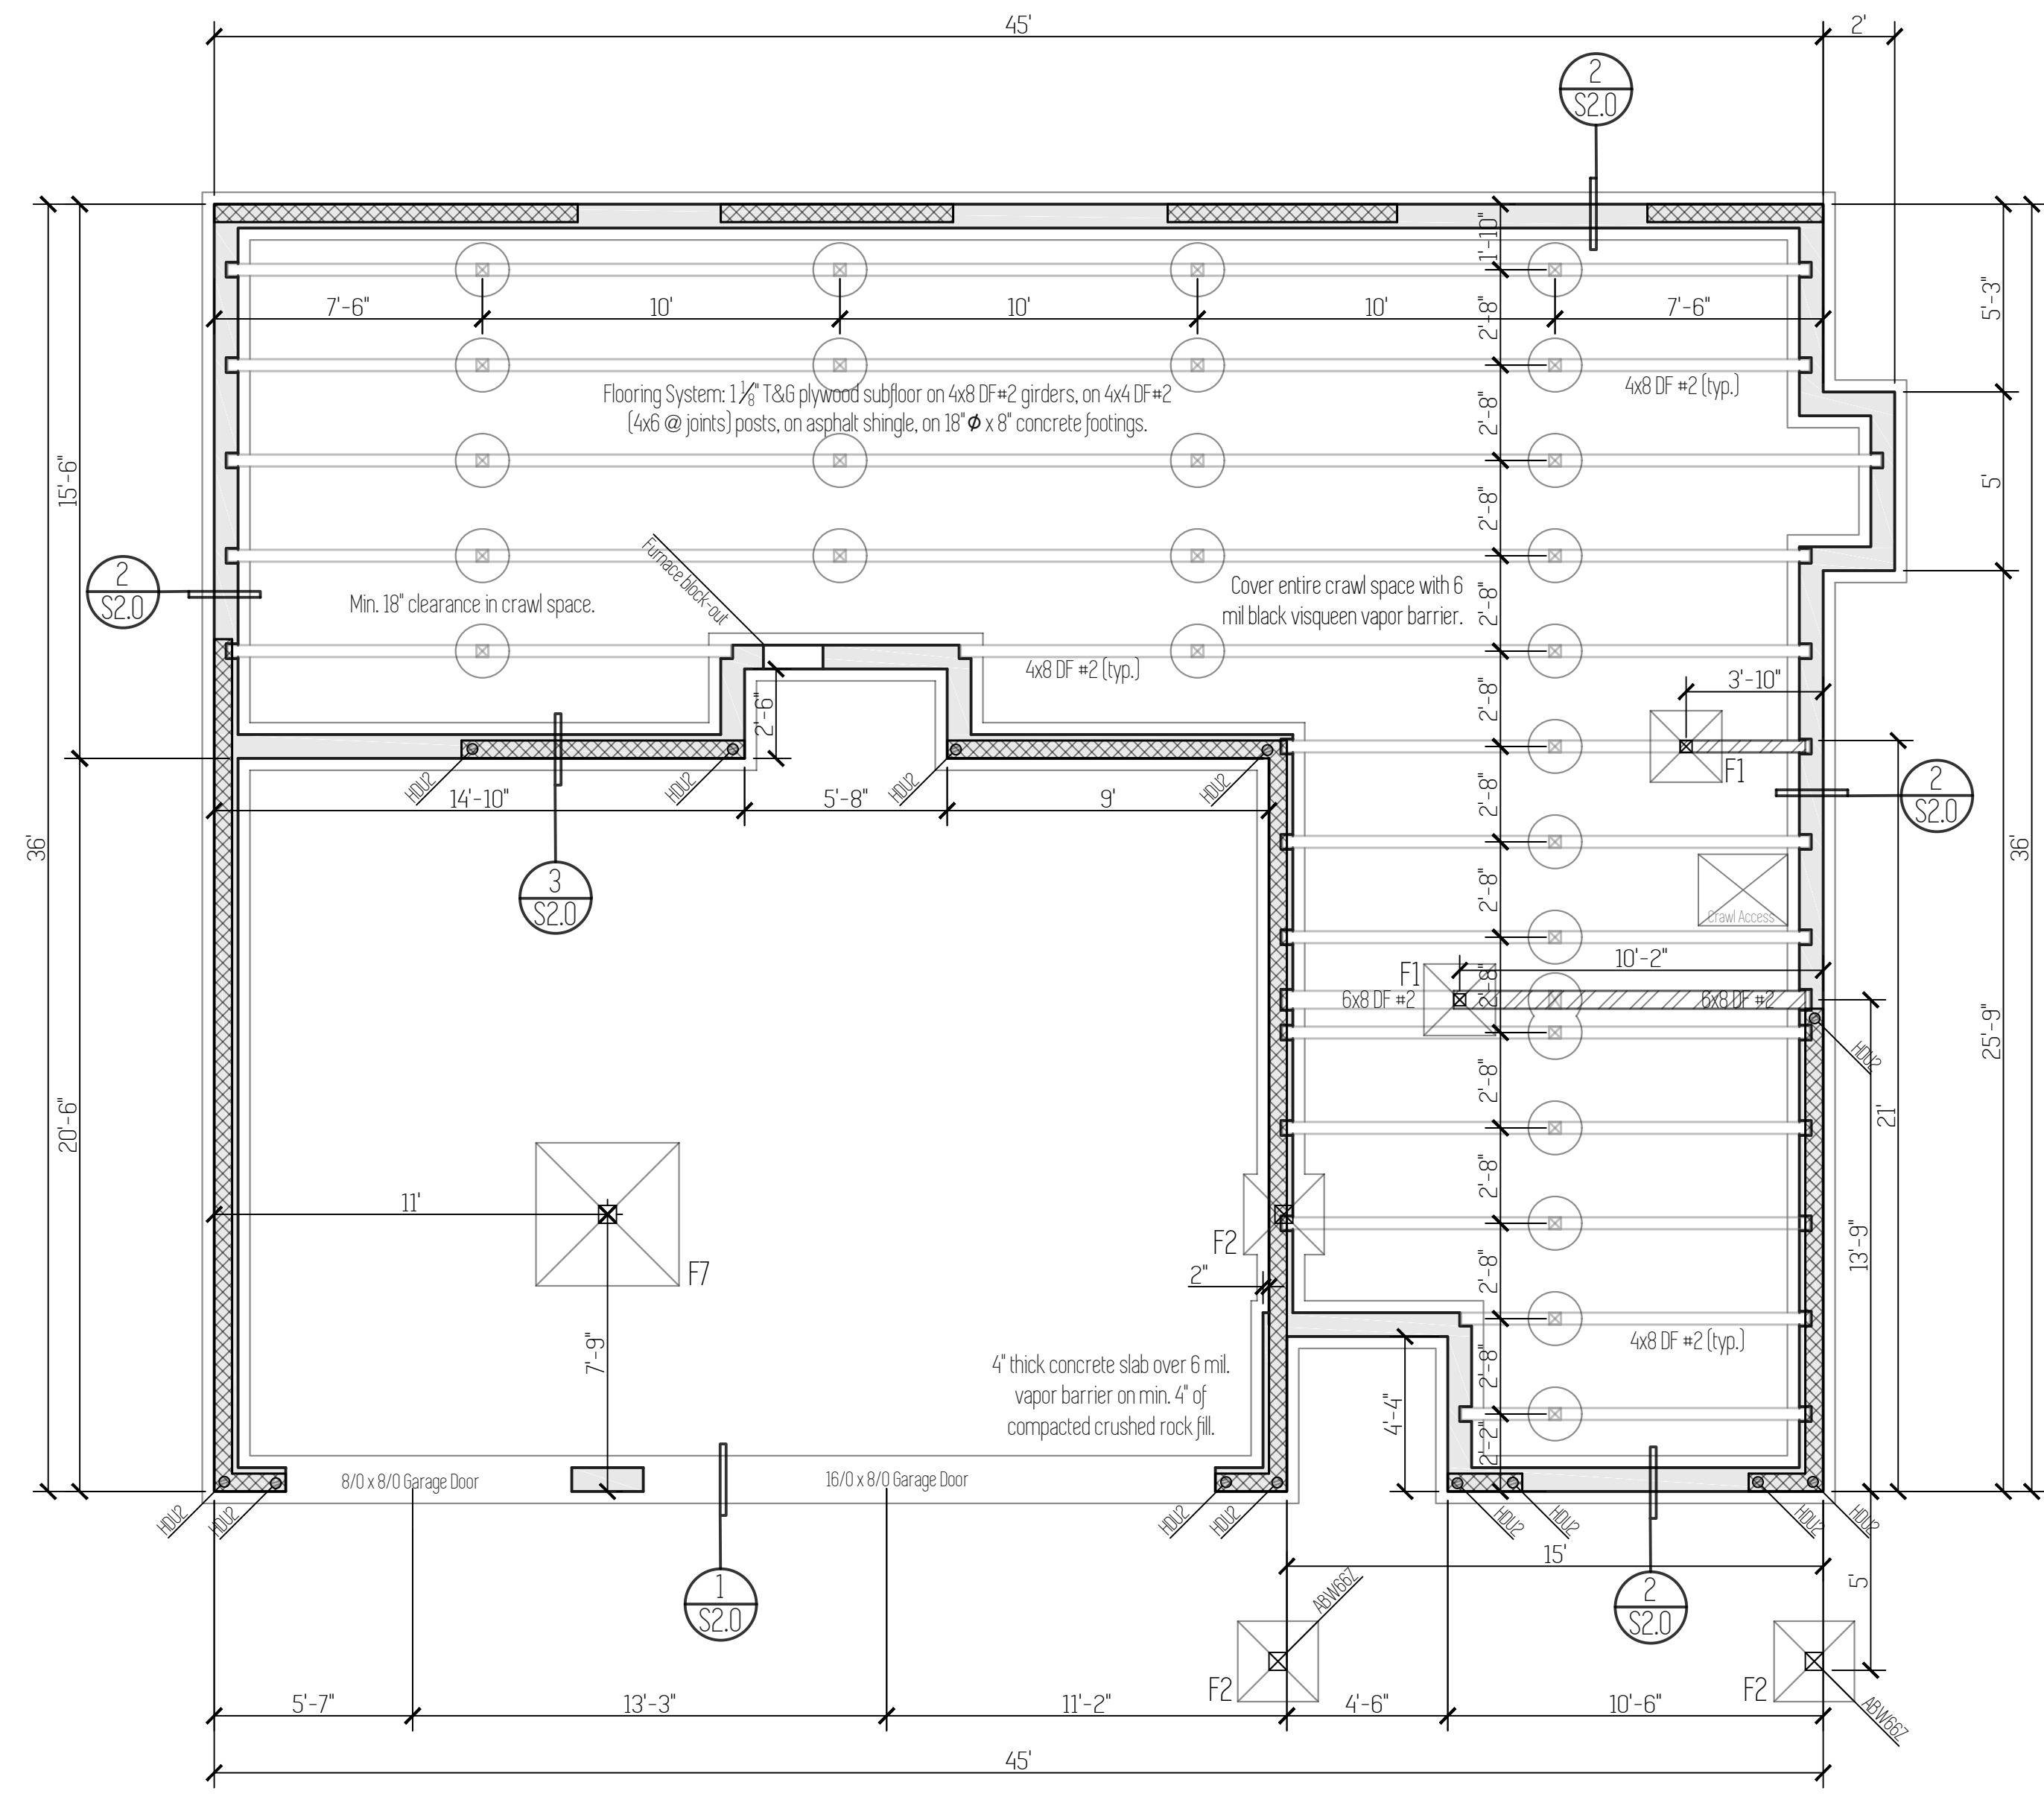 45'
2'
2
S2.0
1'-10"
7'-6"
10'
10'
10'
2'-8"
7'-6"
5'-3"
Flooring System: 1 1/8" T&G plywood subfloor on 4x8 DF#2 girders, on 4x4 DF#2
(4x6 @ joints) posts, on asphalt shingle, on 18"Ø x 8" concrete footings.
4x8 DF #2 (typ.)
2'-8"
15'-6"
2'-8"
5'
2
S2.0
Min. 18" clearance in crawl space.
Furnace block-out
Cover entire crawl space with 6
mil black visqueen vapor barrier.
2'-8"
4x8 DF #2 (typ.)
2'-6"
2'-8"
3'-10"
F1
HDU2
HDU2
HDU2
HDU2
14'-10"
5'-8"
9'
2'-8"
2
S2.0
36'
36'
3
S2.0
2'-8"
Crawl Access
F1
10'-2"
2'-8"
6x8 DF #2
6x8 DF #2
HDU2
25'-9"
20'-6"
2'-8"
21'
2'-8"
11'
F7
F2
2"
2'-8"
13'-9"
7'-9"
4" thick concrete slab over 6 mil.
vapor barrier on min. 4" of
compacted crushed rock fill.
4x8 DF #2 (typ.)
2'-8"
4'-4"
2'-2"
8/0 x 8/0 Garage Door
16/0 x 8/0 Garage Door
HDU2
HDU2
HDU2
HDU2
HDU2
HDU2
HDU2
HDU2
15'
5'
1
S2.0
2
S2.0
ABW66Z
F2
F2
ABW66Z
5'-7"
13'-3"
11'-2"
4'-6"
10'-6"
45'